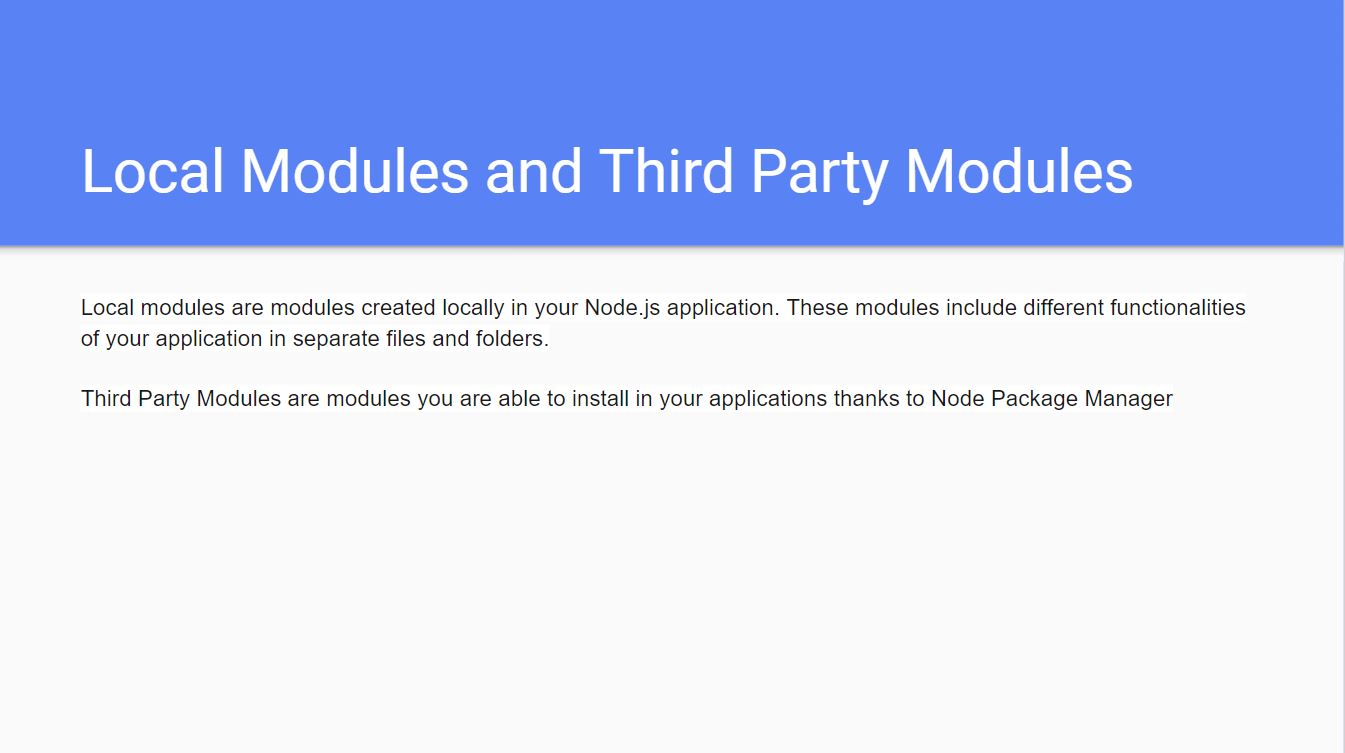 Local Modules and Third Party Modules
Local modules are modules created locally in your Node.js application. These modules include different functionalities
of your application in separate files and folders.
Third Party Modules are modules you are able to install in your applications thanks to Node Package Manager